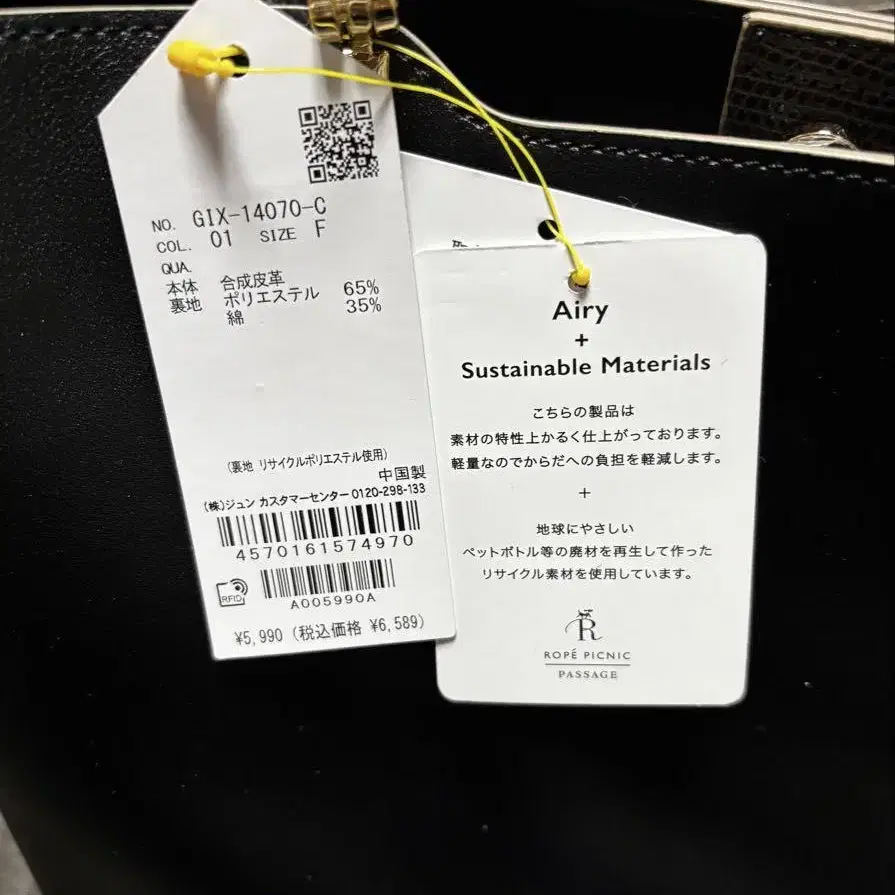 NO. GIX-14070-C
COL. 01 SIZE F
QUA.
本体 合成皮革
裏地 ポリエステル 65%
綿 35%
(裏地 リサイクルポリエステル使用)
中国製
(株)ジュン カスタマーセンター 0120-298-133
4570161574970
RFID
A005990A
¥5,990 (税込価格 ¥6,589)
Airy
+
Sustainable Materials
こちらの製品は
素材の特性上かるく仕上がっております。
軽量なのでからだへの負担を軽減します。
+
地球にやさしい
ペットボトル等の廃材を再生して作った
リサイクル素材を使用しています。
R
ROPÉ PICNIC
PASSAGE